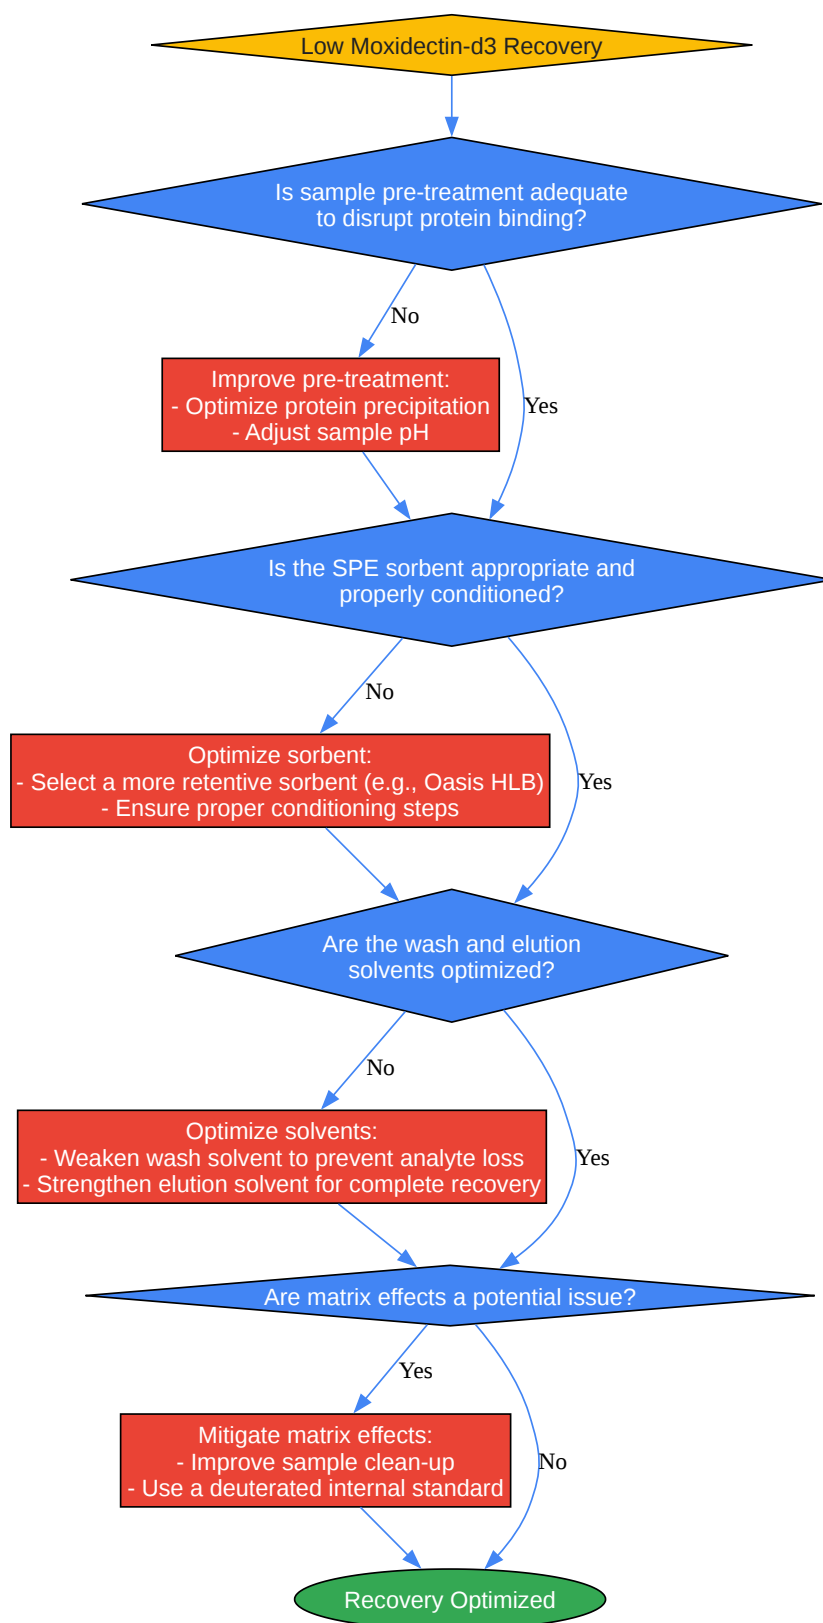 Low Moxidectin-d3 Recovery
Is sample pre-treatment adequate
to disrupt protein binding?
No
Improve pre-treatment:
- Optimize protein precipitation
- Adjust sample pH
Yes
Is the SPE sorbent appropriate and
properly conditioned?
No
Optimize sorbent:
- Select a more retentive sorbent (e.g., Oasis HLB)
- Ensure proper conditioning steps
Yes
Are the wash and elution
solvents optimized?
No
Optimize solvents:
- Weaken wash solvent to prevent analyte loss
- Strengthen elution solvent for complete recovery
Yes
Are matrix effects a potential issue?
Yes
Mitigate matrix effects:
- Improve sample clean-up
- Use a deuterated internal standard
No
Recovery Optimized